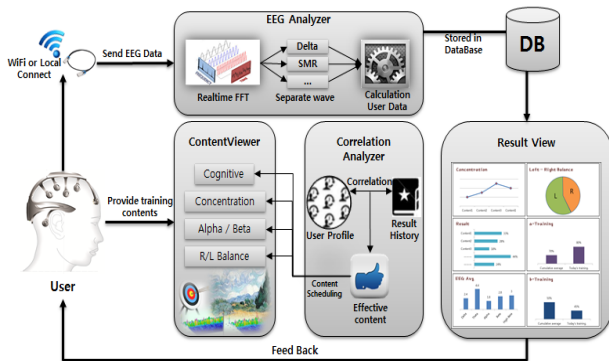 EEG Analyzer
WiFi or Local
Connect
Send EEG Data
Realtime FFT
Delta
SMR
...
Separate wave
Calculation
User Data
Stored in
DataBase
DB
ContentViewer
Cognitive
Concentration
Alpha / Beta
R/L Balance
Provide training
contents
User
Correlation
Analyzer
Correlation
User Profile
Result
History
Content
Scheduling
Effective
content
Result View
Concentration
Left - Right Balance
L
R
Result
a-Training
EEG Avg
b-Training
Feed Back